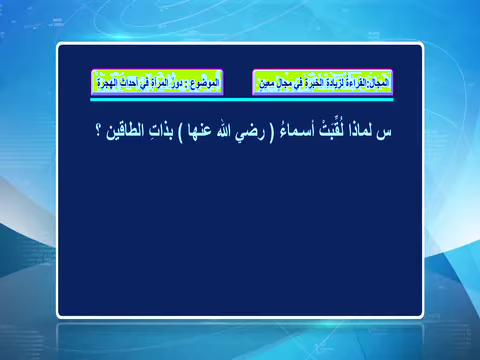 المجال:القراءة لزيادة الخبرة في مجال معين
الموضوع : دور المرأة في أحداث الهجرة
س لماذا لُقِّبَتْ أسماءُ ( رضي الله عنها ) بذاتِ الطاقين ؟